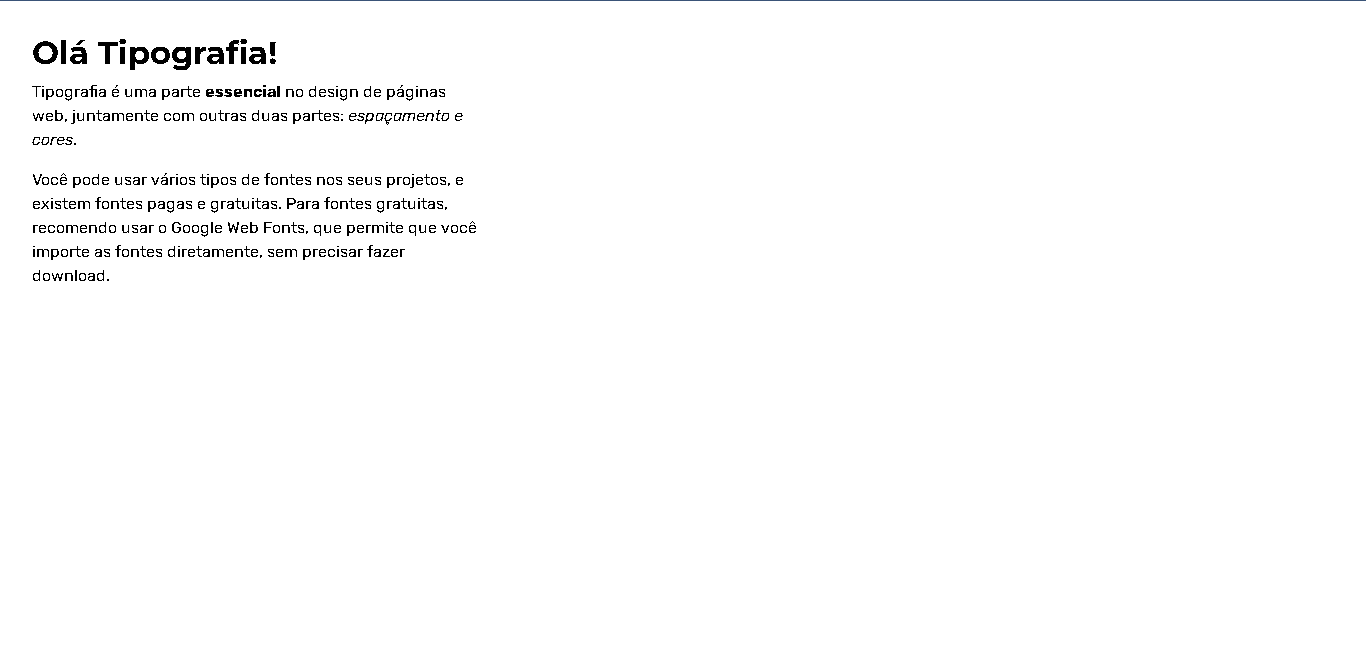 Olá Tipografia!
Tipografia é uma parte essencial no design de páginas
web, juntamente com outras duas partes: espaçamento e
cores.
Você pode usar vários tipos de fontes nos seus projetos, e
existem fontes pagas e gratuitas. Para fontes gratuitas,
recomendo usar o Google Web Fonts, que permite que você
importe as fontes diretamente, sem precisar fazer
download.